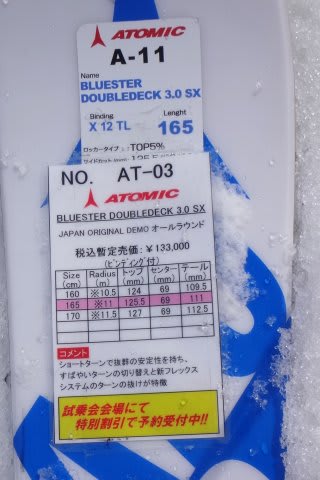 ATOMIC
A-11
Name
BLUESTER
DOUBLEDECK 3.0 SX
Binding Lenght
X 12 TL 165
ロッカータイプ : : TOP5%
サイドカット(mm)
NO. AT-03
ATOMIC
BLUESTER DOUBLEDECK 3.0 SX
JAPAN ORIGINAL DEMO オールラウンド
税込暫定売価：￥133,000
(ビンディング付)
Size (cm) Radius (m) トップ (mm) センター (mm) テール (mm)
160 ※10.5 124 69 109.5
165 ※11 125.5 69 111
170 ※11.5 127 69 112.5
コメント
ショートターンで抜群の安定性を持ち、
すばやいターンの切り替えと新フレックス
システムのターンの抜けが特徴
試乗会会場にて
特別割引で予約受付中!!